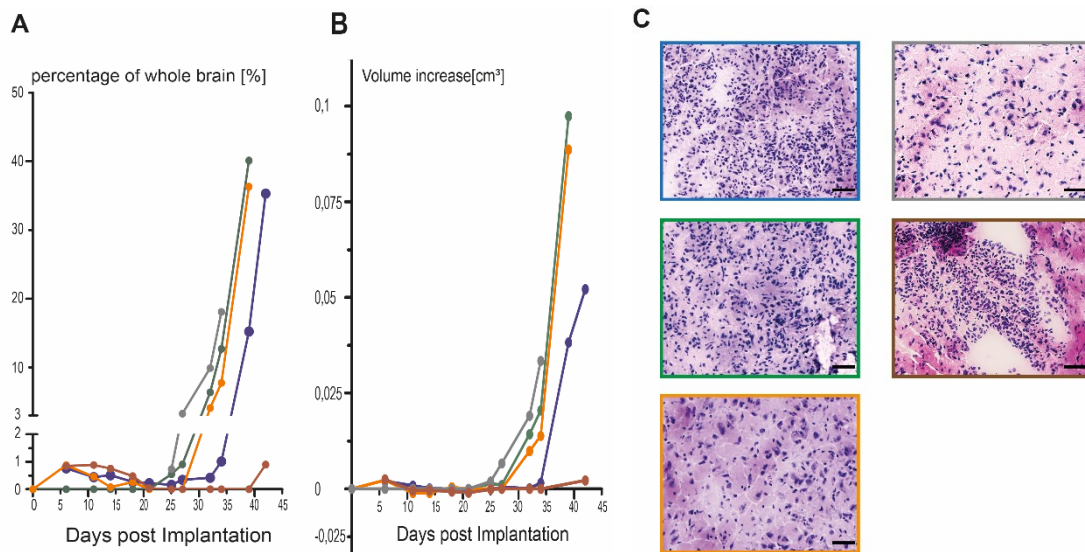 A
percentage of whole brain [%]
50
40
30
20
10
3
2
1
0
0 5 10 15 20 25 30 35 40 45
Days post Implantation
B
Volume increase[cm³]
0,1
0,075
0,05
0,025
0
-0,025
5 10 15 20 25 30 35 40 45
Days post Implantation
C